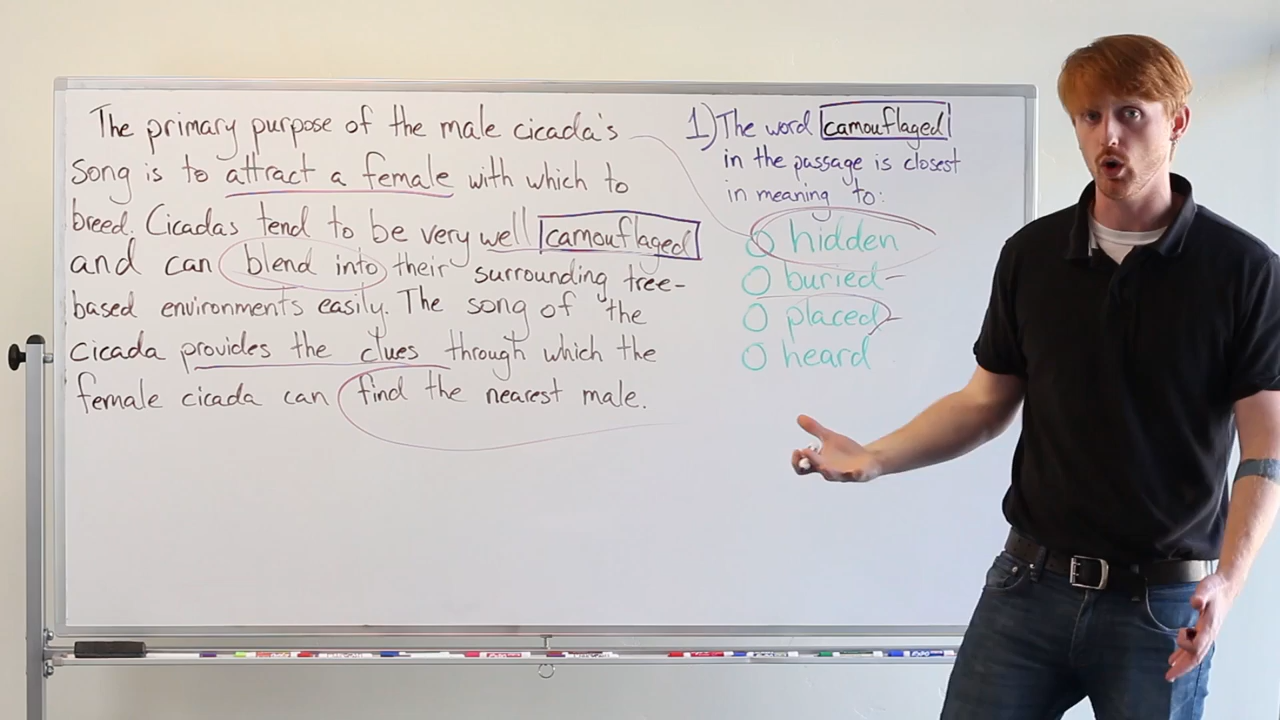 The primary purpose of the male cicada's
song is to attract a female with which to
breed. Cicadas tend to be very well camouflaged
and can blend into their surrounding tree-
based environments easily. The song of the
cicada provides the clues through which the
female cicada can find the nearest male.
1) The word camouflaged
in the passage is closest
in meaning to:
hidden
buried
placed
heard